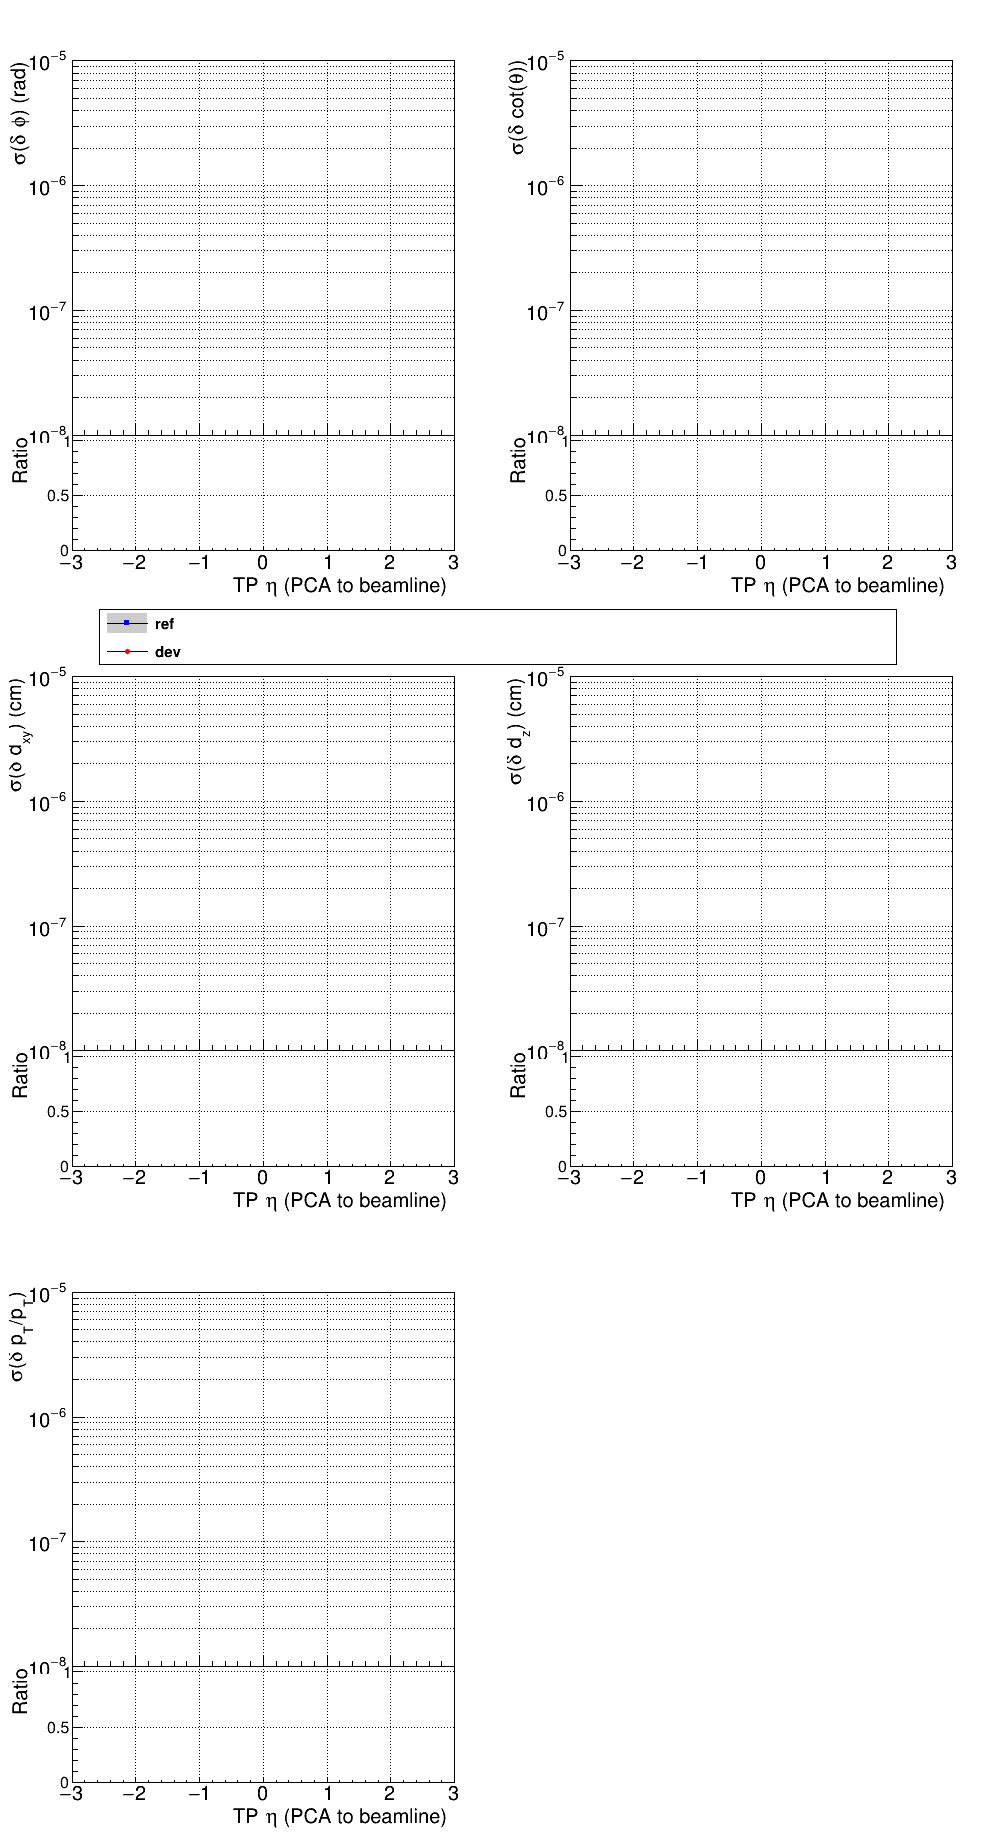 σ(δ φ) (rad)
10⁻⁵
10⁻⁶
10⁻⁷
10⁻⁸
Ratio
1
0.5
0
−3 −2 −1 0 1 2 3
TP η (PCA to beamline)
σ(δ cot(θ))
10⁻⁵
10⁻⁶
10⁻⁷
10⁻⁸
Ratio
1
0.5
0
−3 −2 −1 0 1 2 3
TP η (PCA to beamline)
ref
dev
σ(δ d_xy) (cm)
10⁻⁵
10⁻⁶
10⁻⁷
10⁻⁸
Ratio
1
0.5
0
−3 −2 −1 0 1 2 3
TP η (PCA to beamline)
σ(δ d_z) (cm)
10⁻⁵
10⁻⁶
10⁻⁷
10⁻⁸
Ratio
1
0.5
0
−3 −2 −1 0 1 2 3
TP η (PCA to beamline)
σ(δ p_T/p_T)
10⁻⁵
10⁻⁶
10⁻⁷
10⁻⁸
Ratio
1
0.5
0
−3 −2 −1 0 1 2 3
TP η (PCA to beamline)